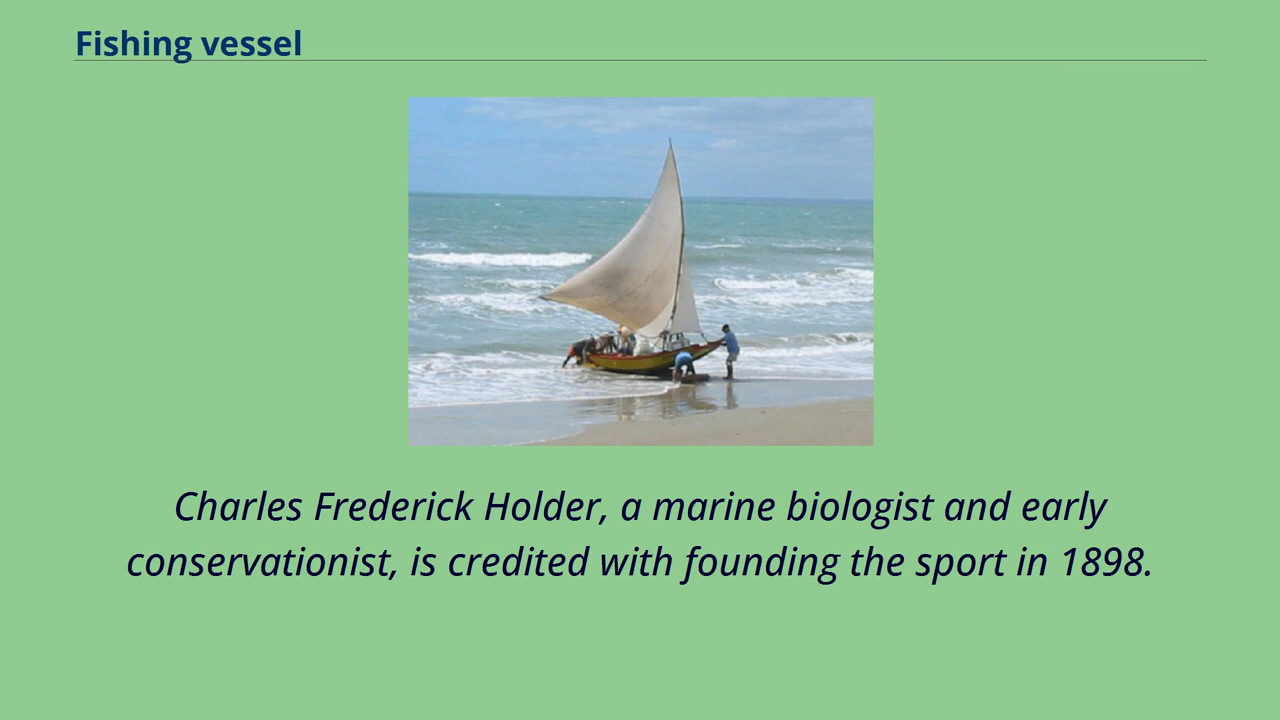 Fishing vessel
Charles Frederick Holder, a marine biologist and early
conservationist, is credited with founding the sport in 1898.